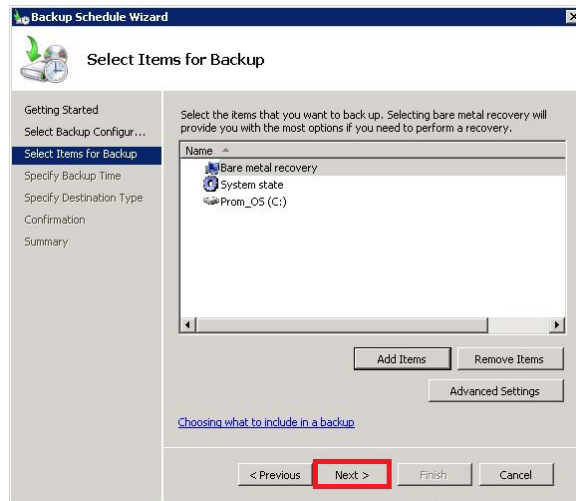 Backup Schedule Wizard
Select Items for Backup
Getting Started
Select Backup Configur...
Select Items for Backup
Specify Backup Time
Specify Destination Type
Confirmation
Summary
Select the items that you want to back up. Selecting bare metal recovery will
provide you with the most options if you need to perform a recovery.
Name
Bare metal recovery
System state
Prom_OS (C:)
Add Items
Remove Items
Advanced Settings
Choosing what to include in a backup
< Previous
Next >
Finish
Cancel